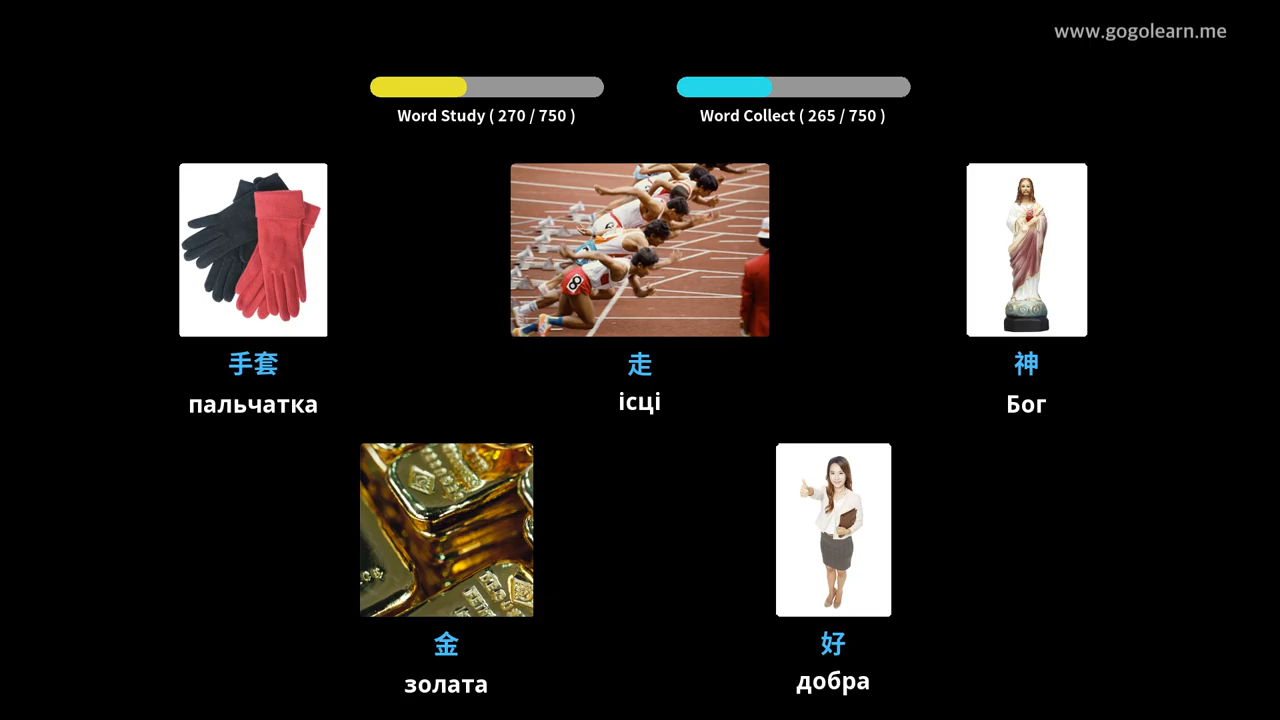 www.gogolearn.me
Word Study ( 270 / 750 )
Word Collect ( 265 / 750 )
手套
пальчатка
走
ісці
神
Бог
金
золата
好
добра